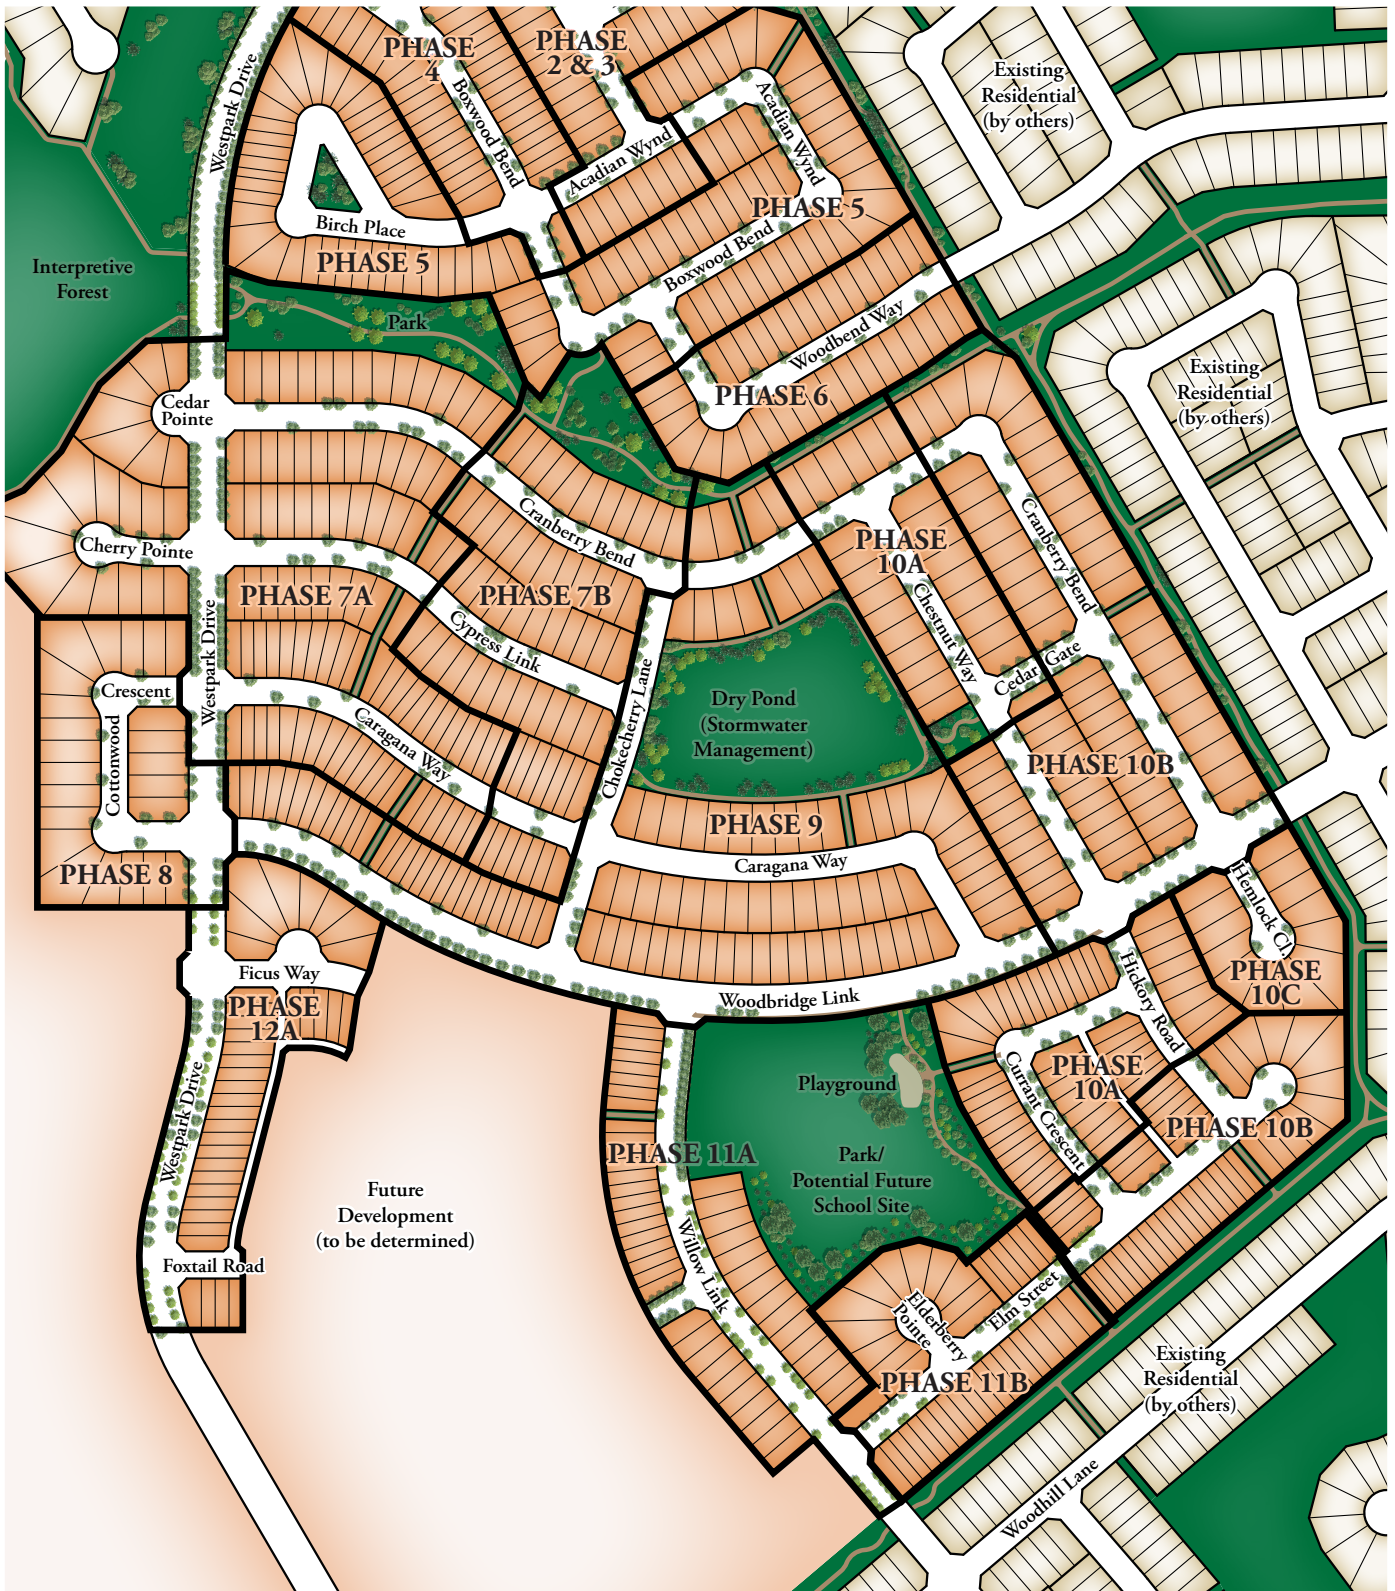 PHASE
4
PHASE
2 & 3
Existing
Residential
(by others)
Westpark Drive
Boxwood Bend
Acadian Wynd
Acadian Wynd
PHASE 5
Birch Place
PHASE 5
Boxwood Bend
Interpretive
Forest
Park
Woodbend Way
PHASE 6
Existing
Residential
(by others)
Cedar
Pointe
Cranberry Bend
Cranberry Bend
Cherry Pointe
PHASE
10A
PHASE 7A
PHASE 7B
Chestnut Way
Cypress Link
Westpark Drive
Cedar Gate
Crescent
Cottonwood
Chokecherry Lane
Dry Pond
(Stormwater
Management)
Caragana Way
PHASE 10B
PHASE 9
Caragana Way
PHASE 8
Hemlock Cl.
Ficus Way
PHASE
12A
Woodbridge Link
Hickory Road
PHASE
10C
Westpark Drive
Playground
Currant Crescent
PHASE
10A
PHASE 10B
PHASE 11A
Park/
Potential Future
School Site
Future
Development
(to be determined)
Willow Link
Foxtail Road
Elderberry
Pointe
Elm Street
PHASE 11B
Existing
Residential
(by others)
Woodhill Lane